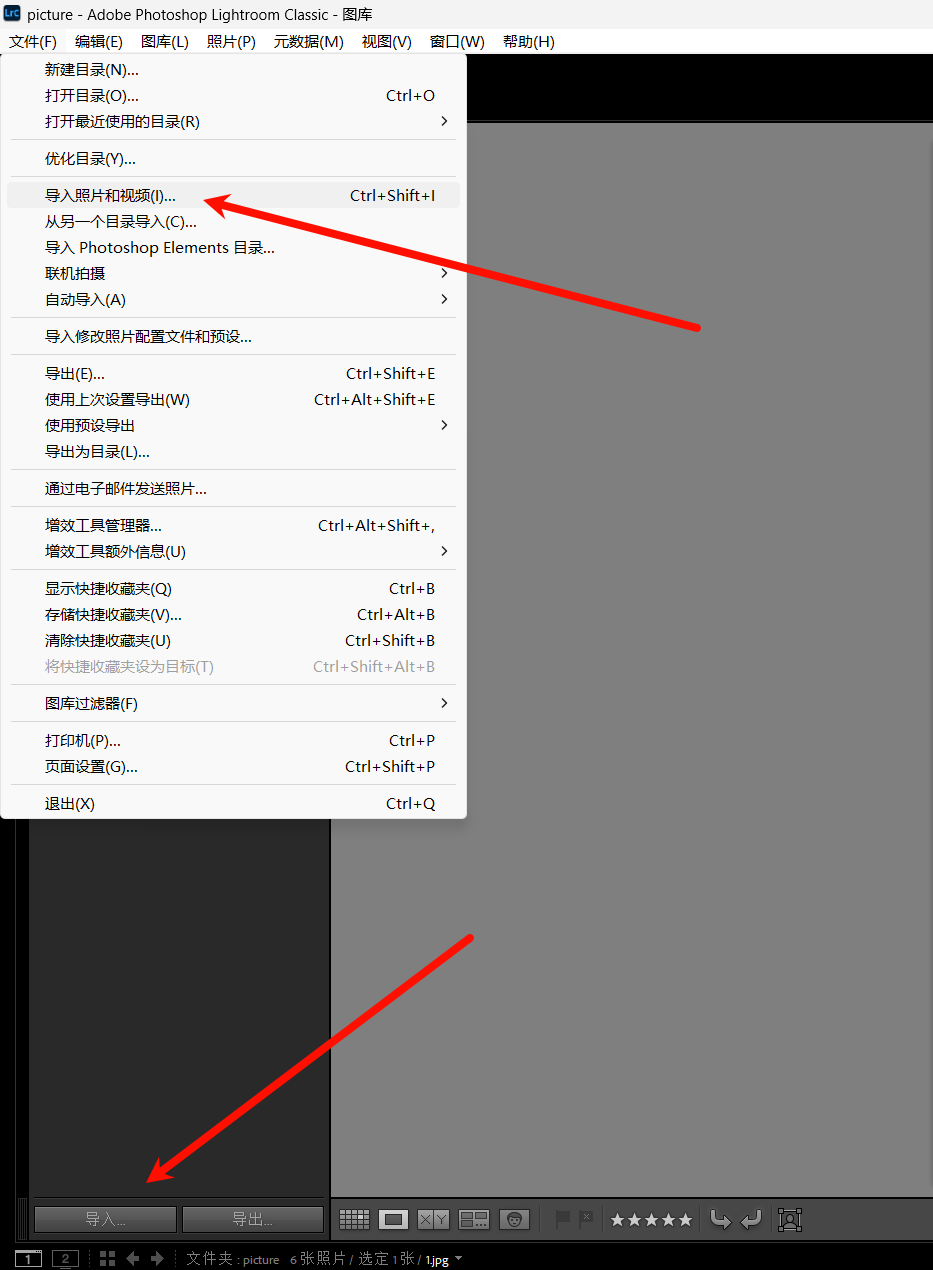 LrC picture - Adobe Photoshop Lightroom Classic - 图库
文件(F) 编辑(E) 图库(L) 照片(P) 元数据(M) 视图(V) 窗口(W) 帮助(H)
新建目录(N)...
打开目录(O)... Ctrl+O
打开最近使用的目录(R)
优化目录(Y)...
导入照片和视频(I)... Ctrl+Shift+I
从另一个目录导入(C)...
导入 Photoshop Elements 目录...
联机拍摄
自动导入(A)
导入修改照片配置文件和预设...
导出(E)... Ctrl+Shift+E
使用上次设置导出(W) Ctrl+Alt+Shift+E
使用预设导出
导出为目录(L)...
通过电子邮件发送照片...
增效工具管理器... Ctrl+Alt+Shift+,
增效工具额外信息(U)
显示快捷收藏夹(Q) Ctrl+B
存储快捷收藏夹(V)... Ctrl+Alt+B
清除快捷收藏夹(U) Ctrl+Shift+B
将快捷收藏夹设为目标(T) Ctrl+Shift+Alt+B
图库过滤器(F)
打印机(P)... Ctrl+P
页面设置(G)... Ctrl+Shift+P
退出(X) Ctrl+Q
导入... 导出... X Y
1 2 文件夹 : picture 6 张照片 / 选定 1 张 / 1.jpg